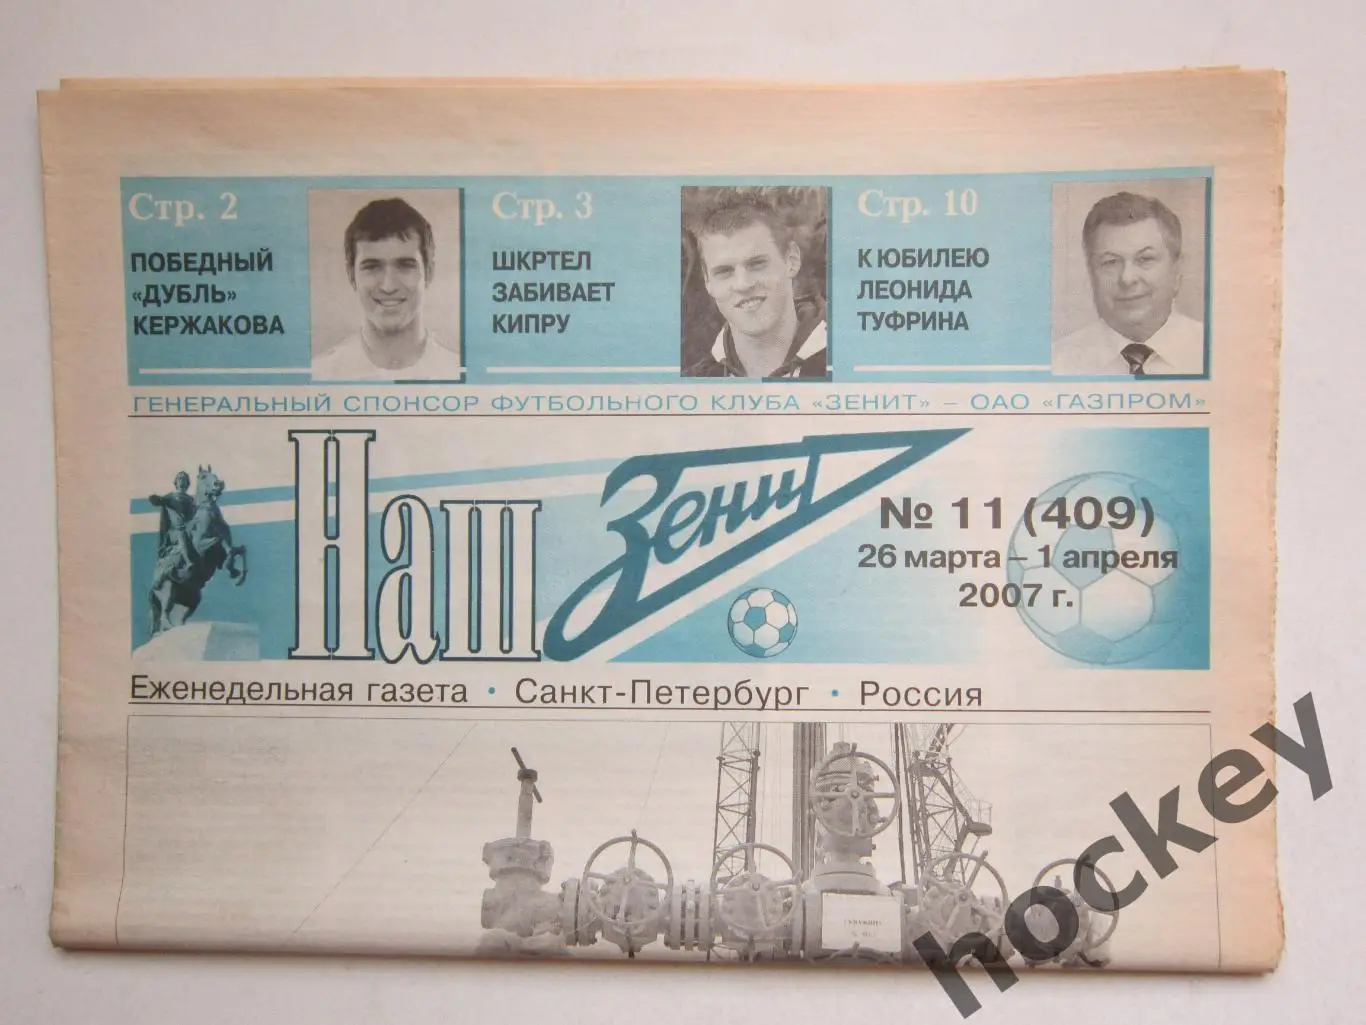 Стр. 2
ПОБЕДНЫЙ
«ДУБЛЬ»
КЕРЖАКОВА
Стр. 3
ШКРТЕЛ
ЗАБИВАЕТ
КИПРУ
Стр. 10
К ЮБИЛЕЮ
ЛЕОНИДА
ТУФРИНА
ГЕНЕРАЛЬНЫЙ СПОНСОР ФУТБОЛЬНОГО КЛУБА «ЗЕНИТ» – ОАО «ГАЗПРОМ»
Наш Зенит
№ 11 (409)
26 марта – 1 апреля
2007 г.
Еженедельная газета • Санкт-Петербург • Россия
hockey